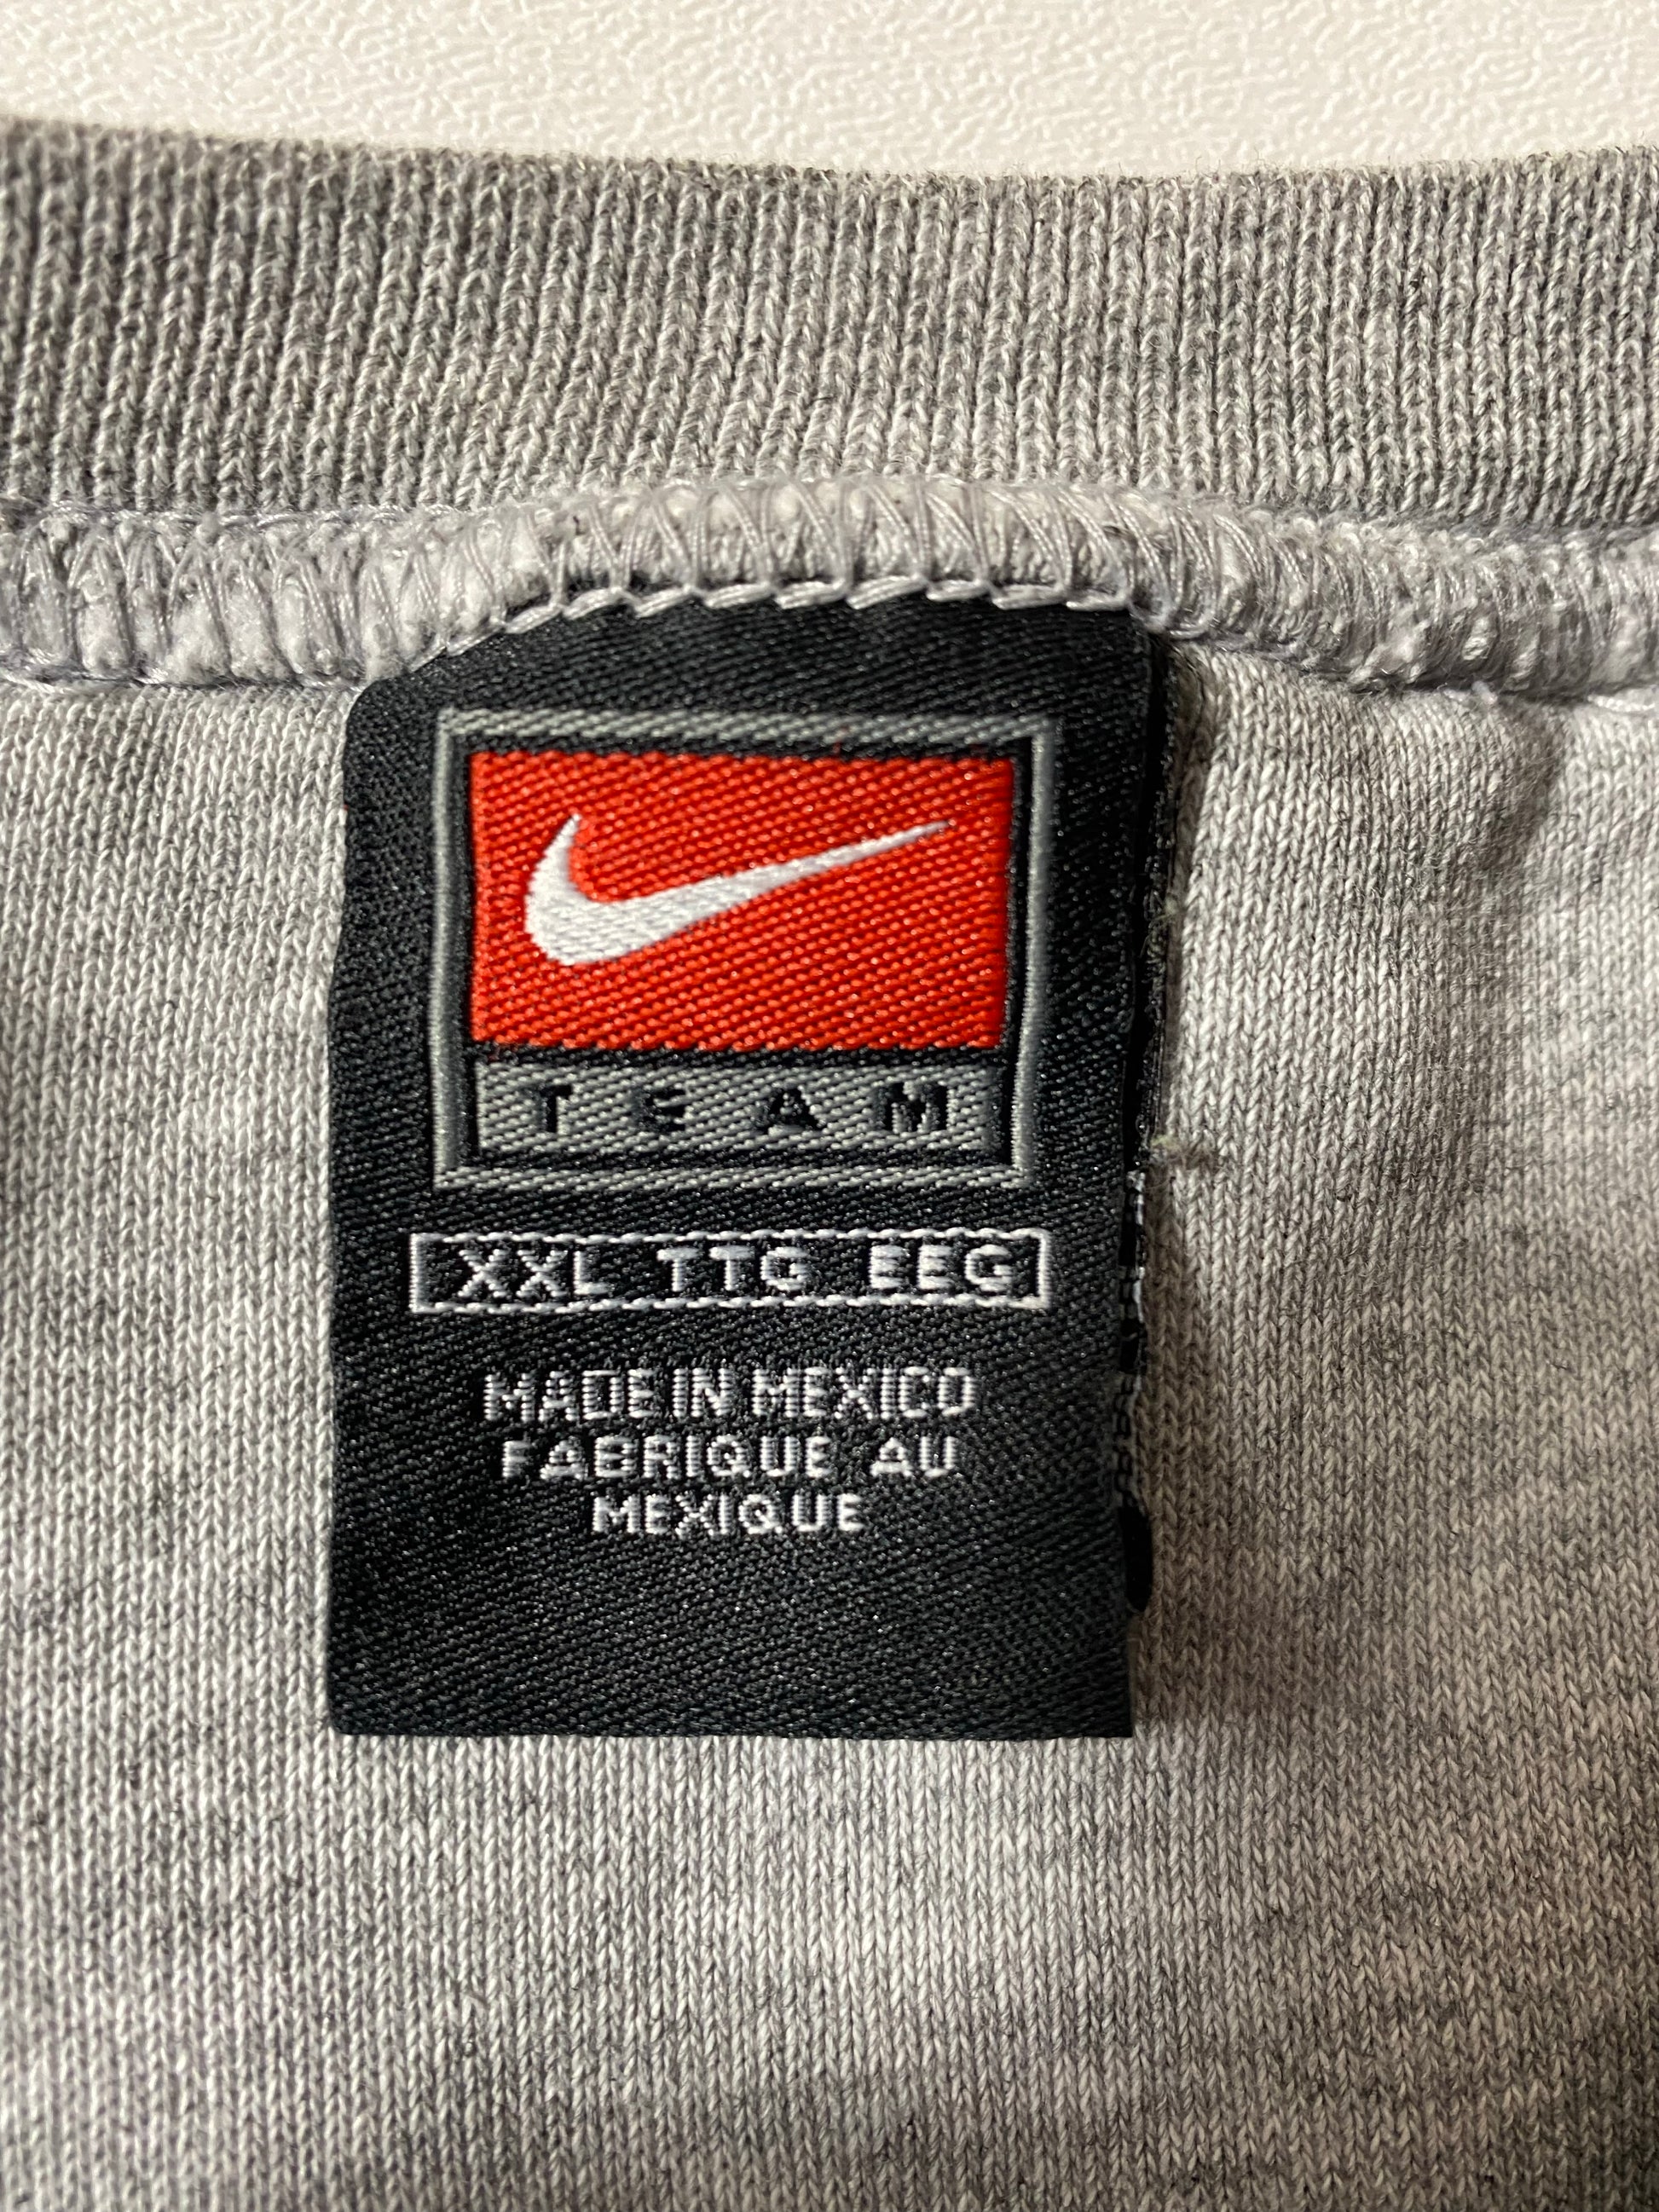 TEAM
XXL TTG EEG
MADE IN MEXICO
FABRIQUE AU
MEXIQUE